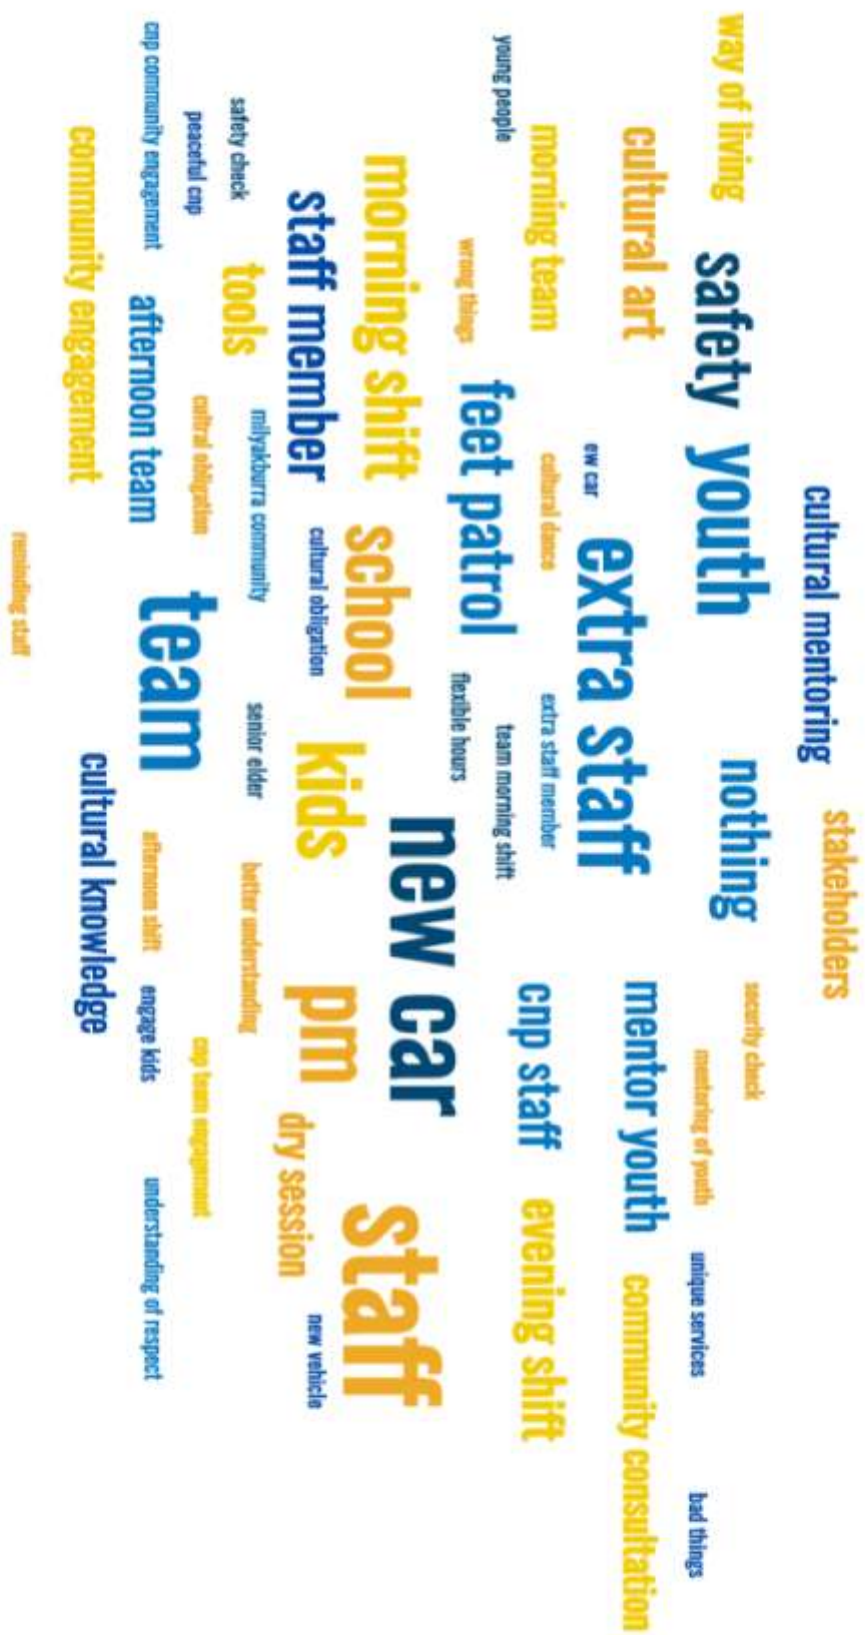 stakeholders
cultural mentoring
way of living
safety
youth
nothing
security check
mentoring of youth
unique services
bad things
cultural art
extra staff
mentor youth
community consultation
ew car
young people
morning team
cultural dance
extra staff member
cnp staff
evening shift
wrong things
feet patrol
flexible hours
team morning shift
morning shift
school
new car
staff
staff member
cultural obligation
kids
pm
dry session
new vehicle
safety check
tools
milyakburra community
senior elder
better understanding
peaceful cnp
cultral obligation
cnp team engagement
cnp community engagement
afternoon team
team
afternoon shift
engage kids
understanding of respect
community engagement
cultural knowledge
reminding staff